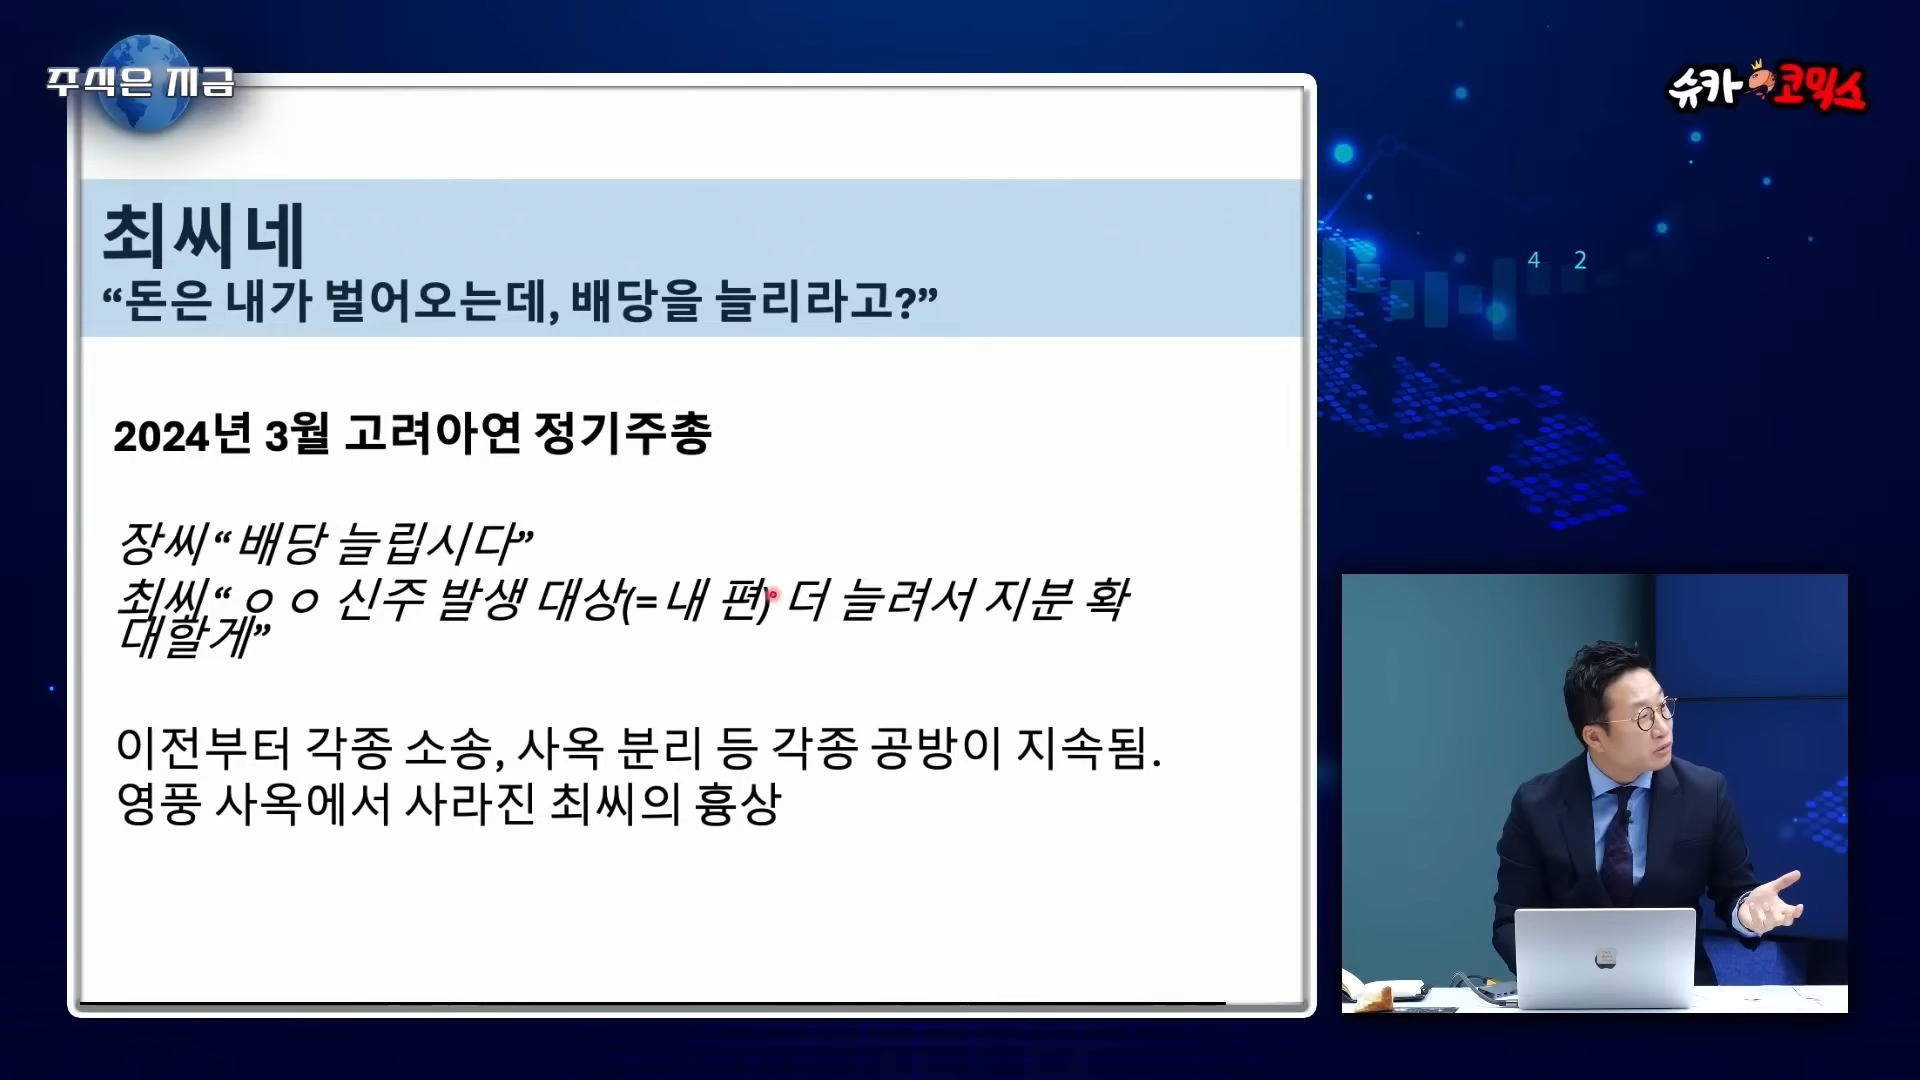 주식은 지금
슈카코믹스
최씨네
“돈은 내가 벌어오는데, 배당을 늘리라고?”
2024년 3월 고려아연 정기주총
장씨 “ 배당 늘립시다”
최씨 “ ㅇ ㅇ 신주 발생 대상(= 내 편) 더 늘려서 지분 확
대할게”
이전부터 각종 소송, 사옥 분리 등 각종 공방이 지속됨.
영풍 사옥에서 사라진 최씨의 흉상
4 2